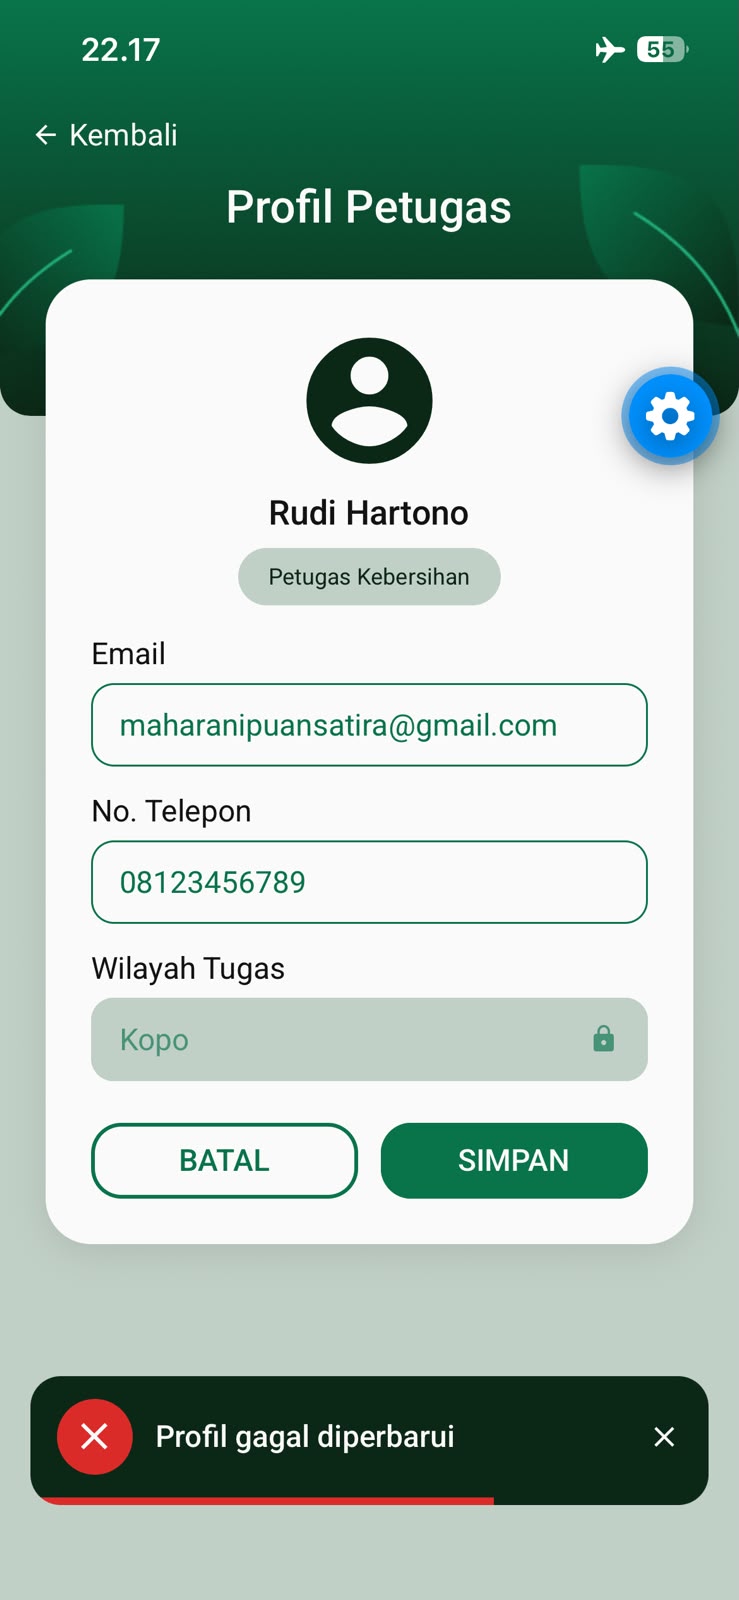 22.17
55
Kembali
Profil Petugas
Rudi Hartono
Petugas Kebersihan
Email
maharanipuansatira@gmail.com
No. Telepon
08123456789
Wilayah Tugas
Kopo
BATAL
SIMPAN
Profil gagal diperbarui